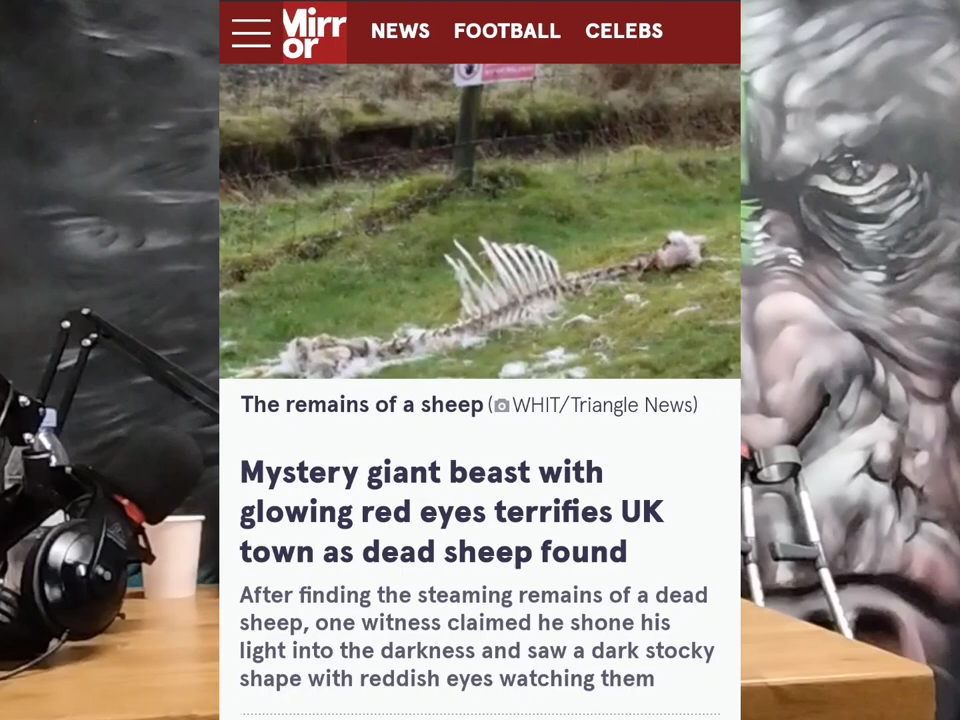 Mirr
or
NEWS FOOTBALL CELEBS
The remains of a sheep (WHIT/Triangle News)
Mystery giant beast with
glowing red eyes terrifies UK
town as dead sheep found
After finding the steaming remains of a dead
sheep, one witness claimed he shone his
light into the darkness and saw a dark stocky
shape with reddish eyes watching them